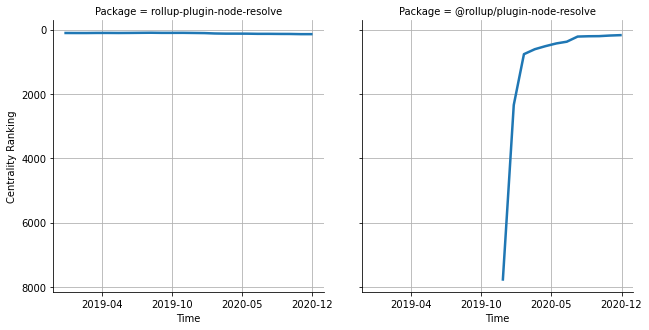 Package = rollup-plugin-node-resolve
Package = @rollup/plugin-node-resolve
Centrality Ranking
0
2000
4000
6000
8000
2019-04 2019-10 2020-05 2020-12
2019-04 2019-10 2020-05 2020-12
Time
Time